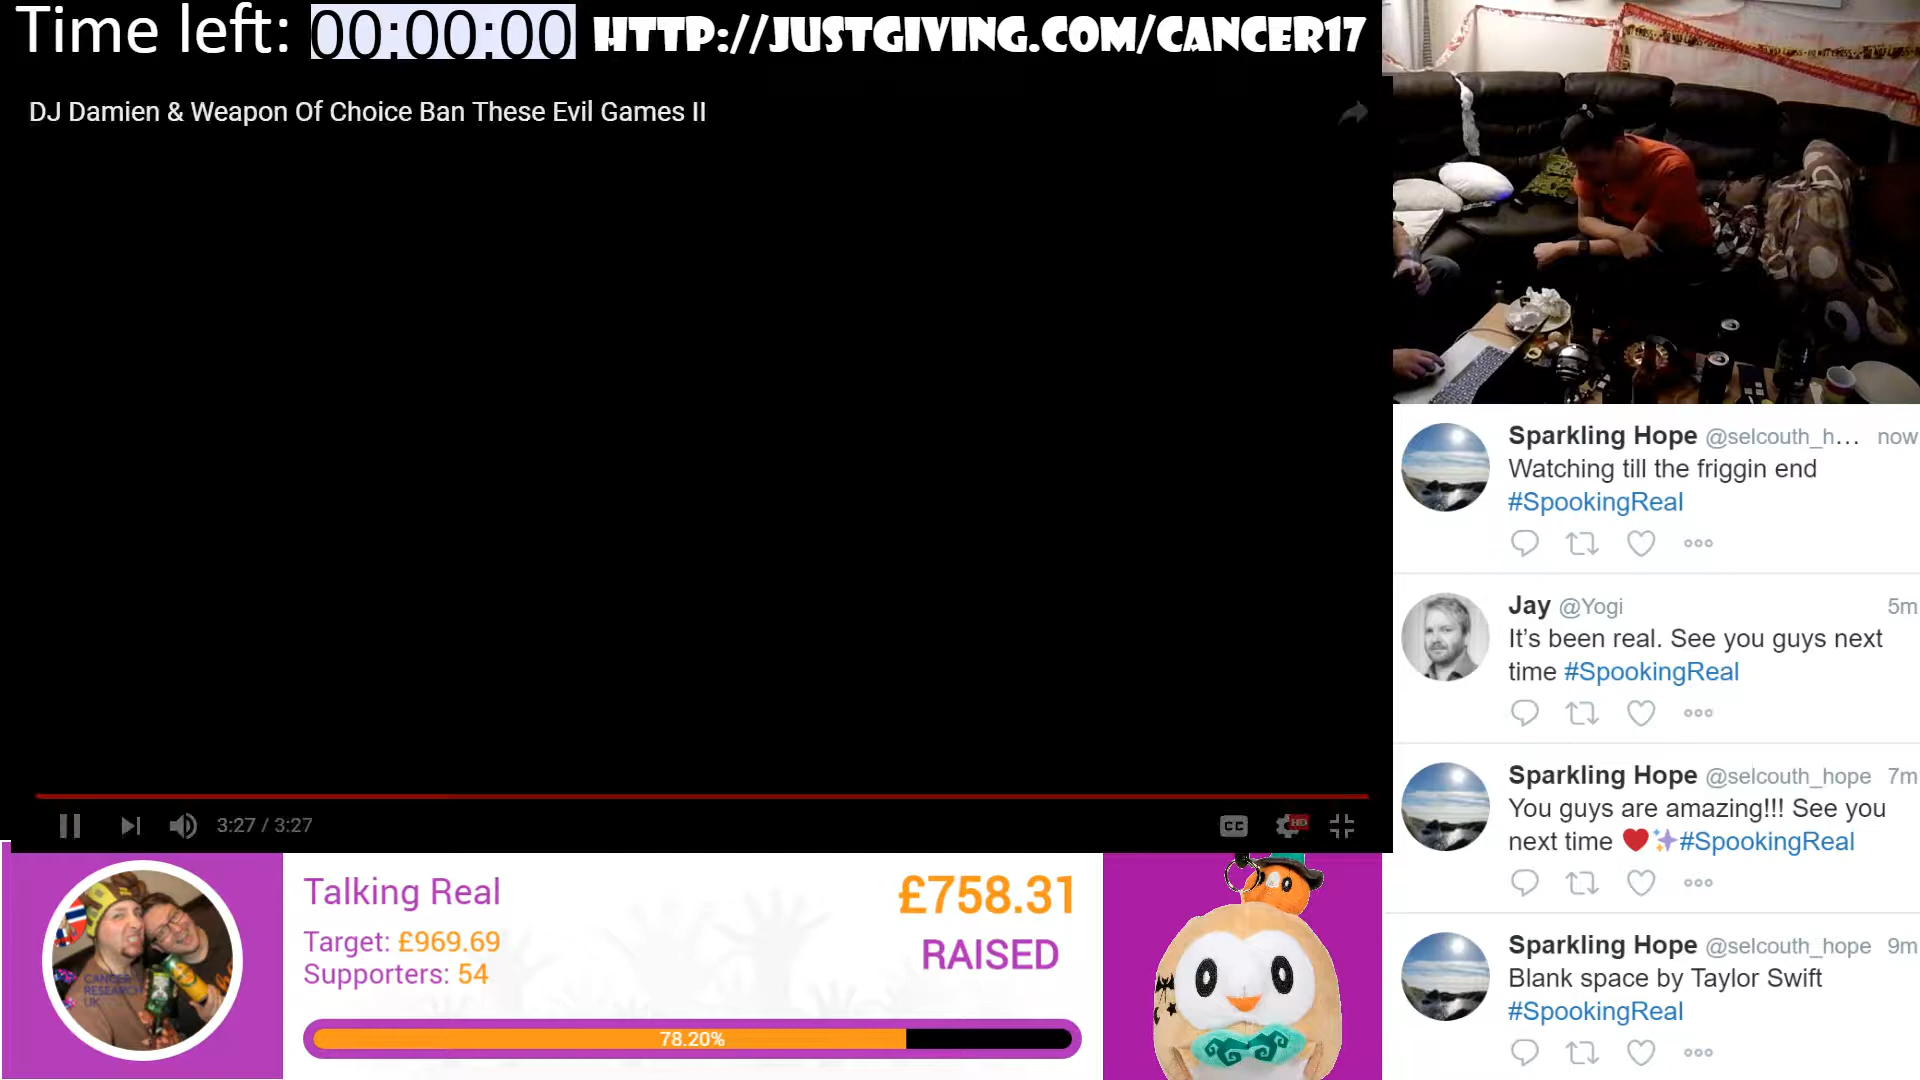 Time left: 00:00:00 HTTP://JUSTGIVING.COM/CANCER17
DJ Damien & Weapon Of Choice Ban These Evil Games II
3:27 / 3:27
CC
HD
Talking Real
Target: £969.69
Supporters: 54
£758.31
RAISED
78.20%
CANCER
RESEARCH
UK
Sparkling Hope @selcouth_h... now
Watching till the friggin end
#SpookingReal
Jay @Yogi 5m
It's been real. See you guys next
time #SpookingReal
Sparkling Hope @selcouth_hope 7m
You guys are amazing!!! See you
next time ❤️✨#SpookingReal
Sparkling Hope @selcouth_hope 9m
Blank space by Taylor Swift
#SpookingReal